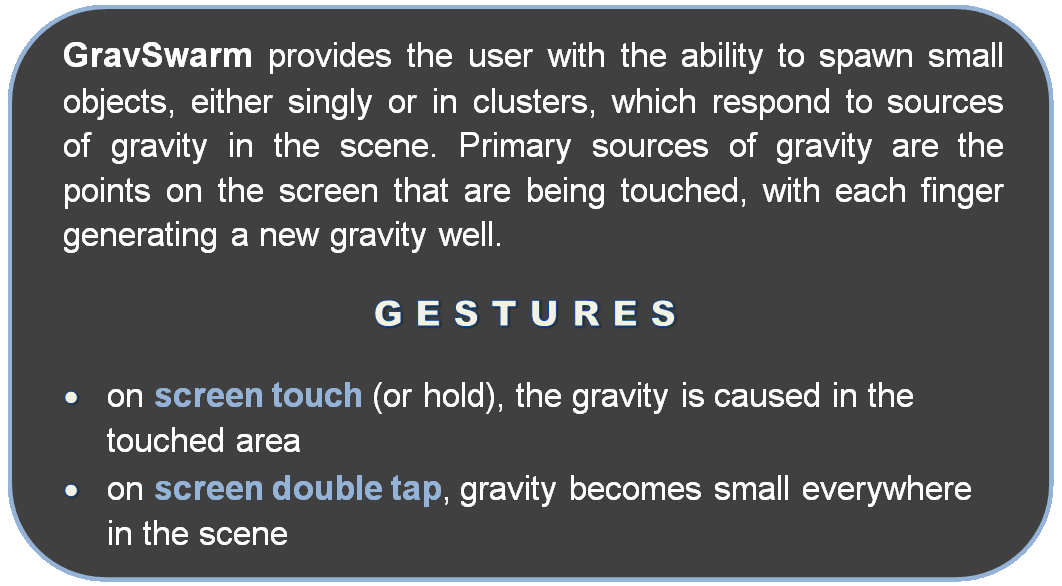 GravSwarm provides the user with the ability to spawn small
objects, either singly or in clusters, which respond to sources
of gravity in the scene. Primary sources of gravity are the
points on the screen that are being touched, with each finger
generating a new gravity well.
GESTURES
• on screen touch (or hold), the gravity is caused in the
touched area
• on screen double tap, gravity becomes small everywhere
in the scene